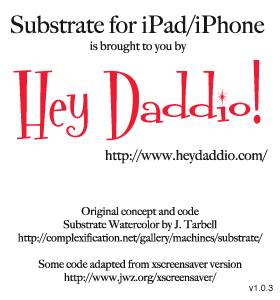 Substrate for iPad/iPhone
is brought to you by
Hey Daddio!
http://www.heydaddio.com/
Original concept and code
Substrate Watercolor by J. Tarbell
http://complexification.net/gallery/machines/substrate/
Some code adapted from xscreensaver version
http://www.jwz.org/xscreensaver/
v1.0.3